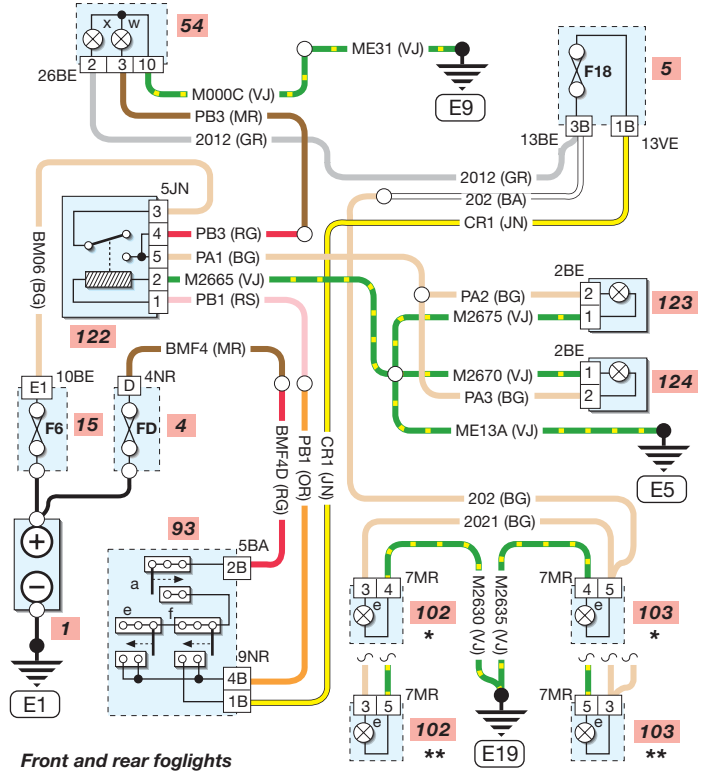 54
x w
2 3 10
26BE
ME31 (VJ)
E9
M000C (VJ)
PB3 (MR)
2012 (GR)
F18
5
3B 1B
13BE 13VE
2012 (GR)
202 (BA)
CR1 (JN)
5JN
3
4
5
2
1
PB3 (RG)
PA1 (BG)
M2665 (VJ)
PB1 (RS)
BM06 (BG)
122
2BE
PA2 (BG) 2
M2675 (VJ) 1
123
2BE
M2670 (VJ) 1
PA3 (BG) 2
124
ME13A (VJ)
E5
BMF4 (MR)
E1 10BE
D 4NR
F6 15
FD 4
BMF4D (RG)
PB1 (OR)
CR1 (JN)
+
−
1
E1
93
5BA
2B
a
e f
9NR
4B
1B
202 (BG)
2021 (BG)
3 4 7MR
e
102
*
M2630 (VJ)
M2635 (VJ)
7MR 4 5
e
103
*
3 5 7MR
e
102
**
E19
7MR 5 3
e
103
**
Front and rear foglights